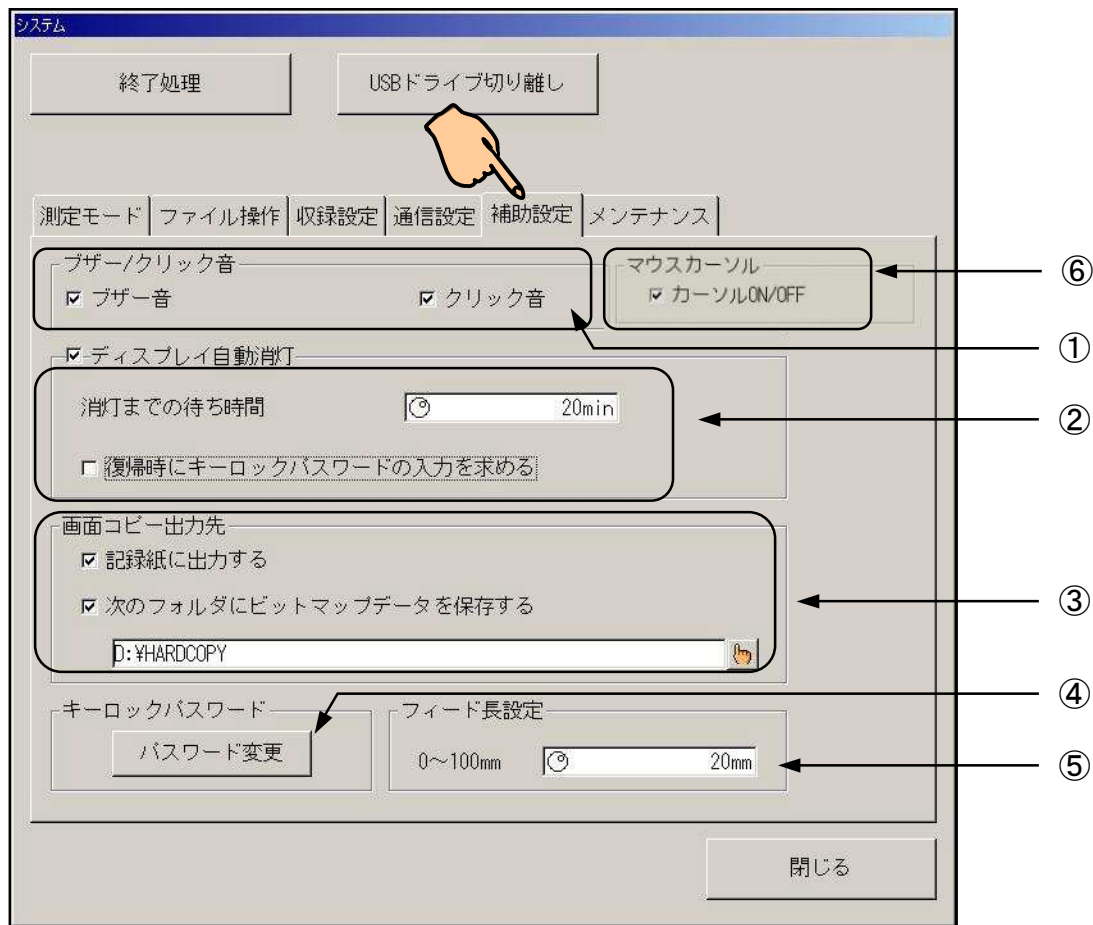 システム
終了処理
USBドライブ切り離し
測定モード ファイル操作 収録設定 通信設定 補助設定 メンテナンス
ブザー/クリック音
ブザー音
クリック音
マウスカーソル
カーソルON/OFF
⑥
①
ディスプレイ自動消灯
消灯までの待ち時間
20min
②
復帰時にキーロックパスワードの入力を求める
画面コピー出力先
記録紙に出力する
次のフォルダにビットマップデータを保存する
③
D:¥HARDCOPY
キーロックパスワード
パスワード変更
④
フィード長設定
0～100mm
20mm
⑤
閉じる